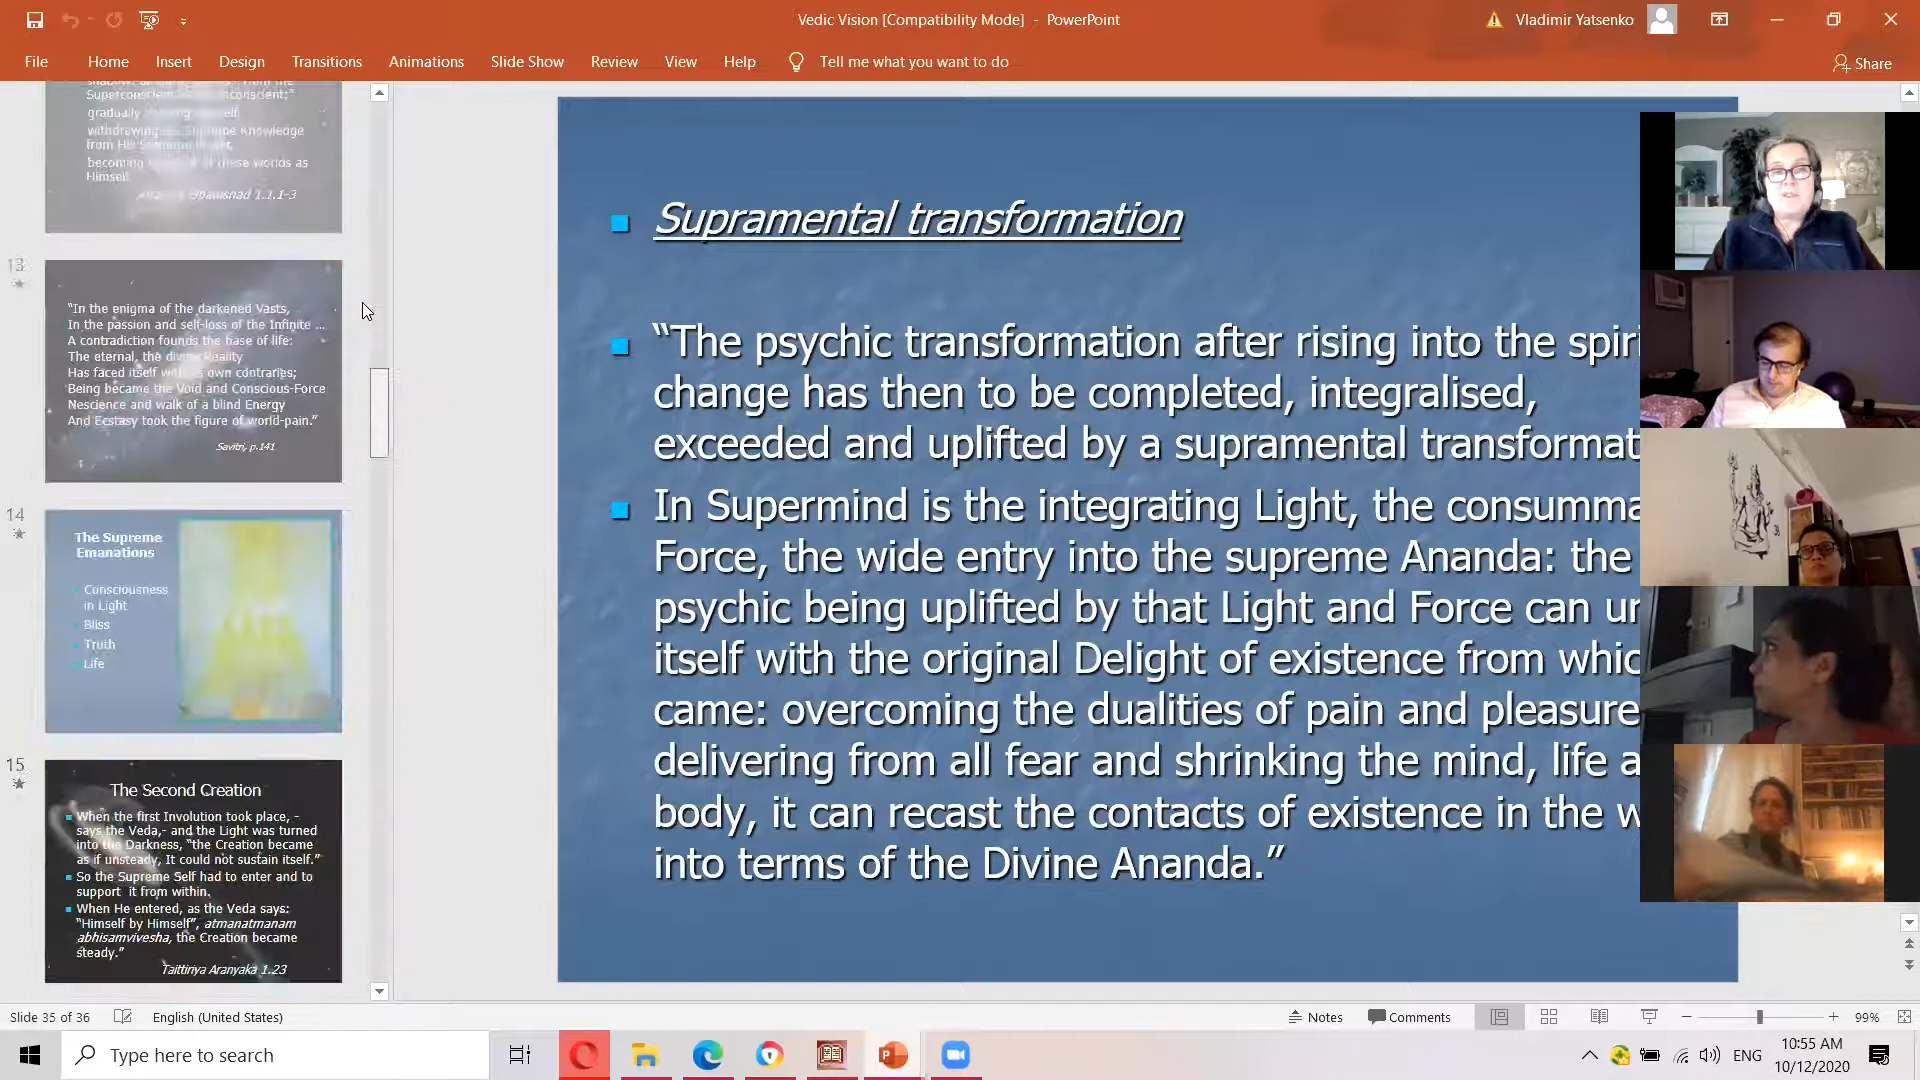 Vedic Vision [Compatibility Mode] - PowerPoint
Vladimir Yatsenko
File Home Insert Design Transitions Animations Slide Show Review View Help Tell me what you want to do
Share
gradually
withdrawing Knowledge
from His
becoming these worlds as
Himself
1.1.1-3
13
"In the enigma of the darkened Vasts,
In the passion and self-loss of the Infinite ...
A contradiction founds the base of life:
The eternal, the divine Reality
Has faced itself with its own contraries;
Being became the Void and Conscious-Force
Nescience and walk of a blind Energy
And Ecstasy took the figure of world-pain."
Savitri, p.141
14
The Supreme
Emanations
Consciousness
in Light
Bliss
Truth
Life
15
The Second Creation
When the first Involution took place, -
says the Veda,- and the Light was turned
into the Darkness, "the Creation became
as if unsteady, It could not sustain itself."
So the Supreme Self had to enter and to
support it from within.
When He entered, as the Veda says:
"Himself by Himself", atmanatmanam
abhisamvivesha, the Creation became
steady."
Taittiriya Aranyaka 1.23
Supramental transformation
"The psychic transformation after rising into the spiri
change has then to be completed, integralised,
exceeded and uplifted by a supramental transformat
In Supermind is the integrating Light, the consumma
Force, the wide entry into the supreme Ananda: the
psychic being uplifted by that Light and Force can un
itself with the original Delight of existence from whic
came: overcoming the dualities of pain and pleasure
delivering from all fear and shrinking the mind, life a
body, it can recast the contacts of existence in the w
into terms of the Divine Ananda."
Slide 35 of 36 English (United States)
Notes Comments 99%
Type here to search
ENG
10:55 AM
10/12/2020